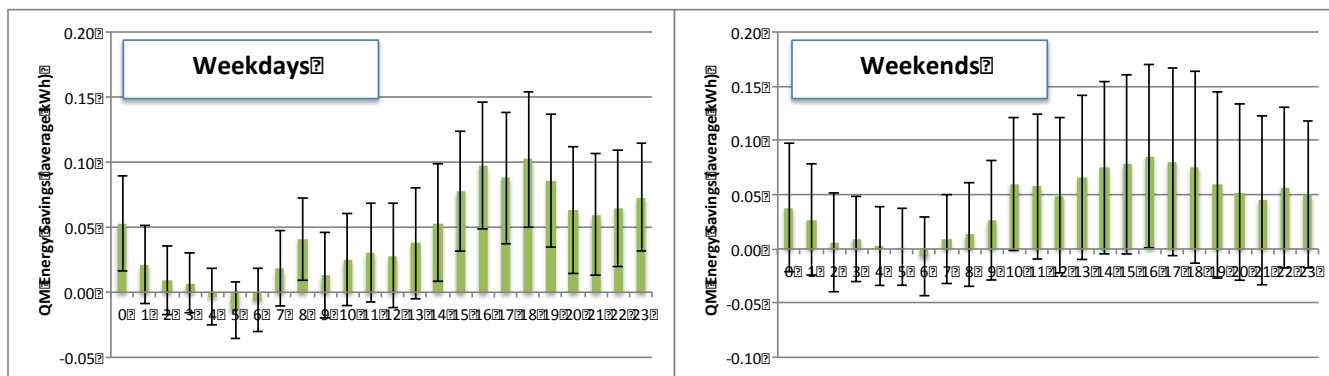 Weekdays⍰
QM⍰Energy⍰Savings⍰(average⍰kWh)⍰
0.20⍰
0.15⍰
0.10⍰
0.05⍰
0.00⍰
-0.05⍰
0⍰ 1⍰ 2⍰ 3⍰ 4⍰ 5⍰ 6⍰ 7⍰ 8⍰ 9⍰ 10⍰ 11⍰ 12⍰ 13⍰ 14⍰ 15⍰ 16⍰ 17⍰ 18⍰ 19⍰ 20⍰ 21⍰ 22⍰ 23⍰
Weekends⍰
QM⍰Energy⍰Savings⍰(average⍰kWh)⍰
0.20⍰
0.15⍰
0.10⍰
0.05⍰
0.00⍰
-0.05⍰
-0.10⍰
0⍰ 1⍰ 2⍰ 3⍰ 4⍰ 5⍰ 6⍰ 7⍰ 8⍰ 9⍰ 10⍰ 11⍰ 12⍰ 13⍰ 14⍰ 15⍰ 16⍰ 17⍰ 18⍰ 19⍰ 20⍰ 21⍰ 22⍰ 23⍰